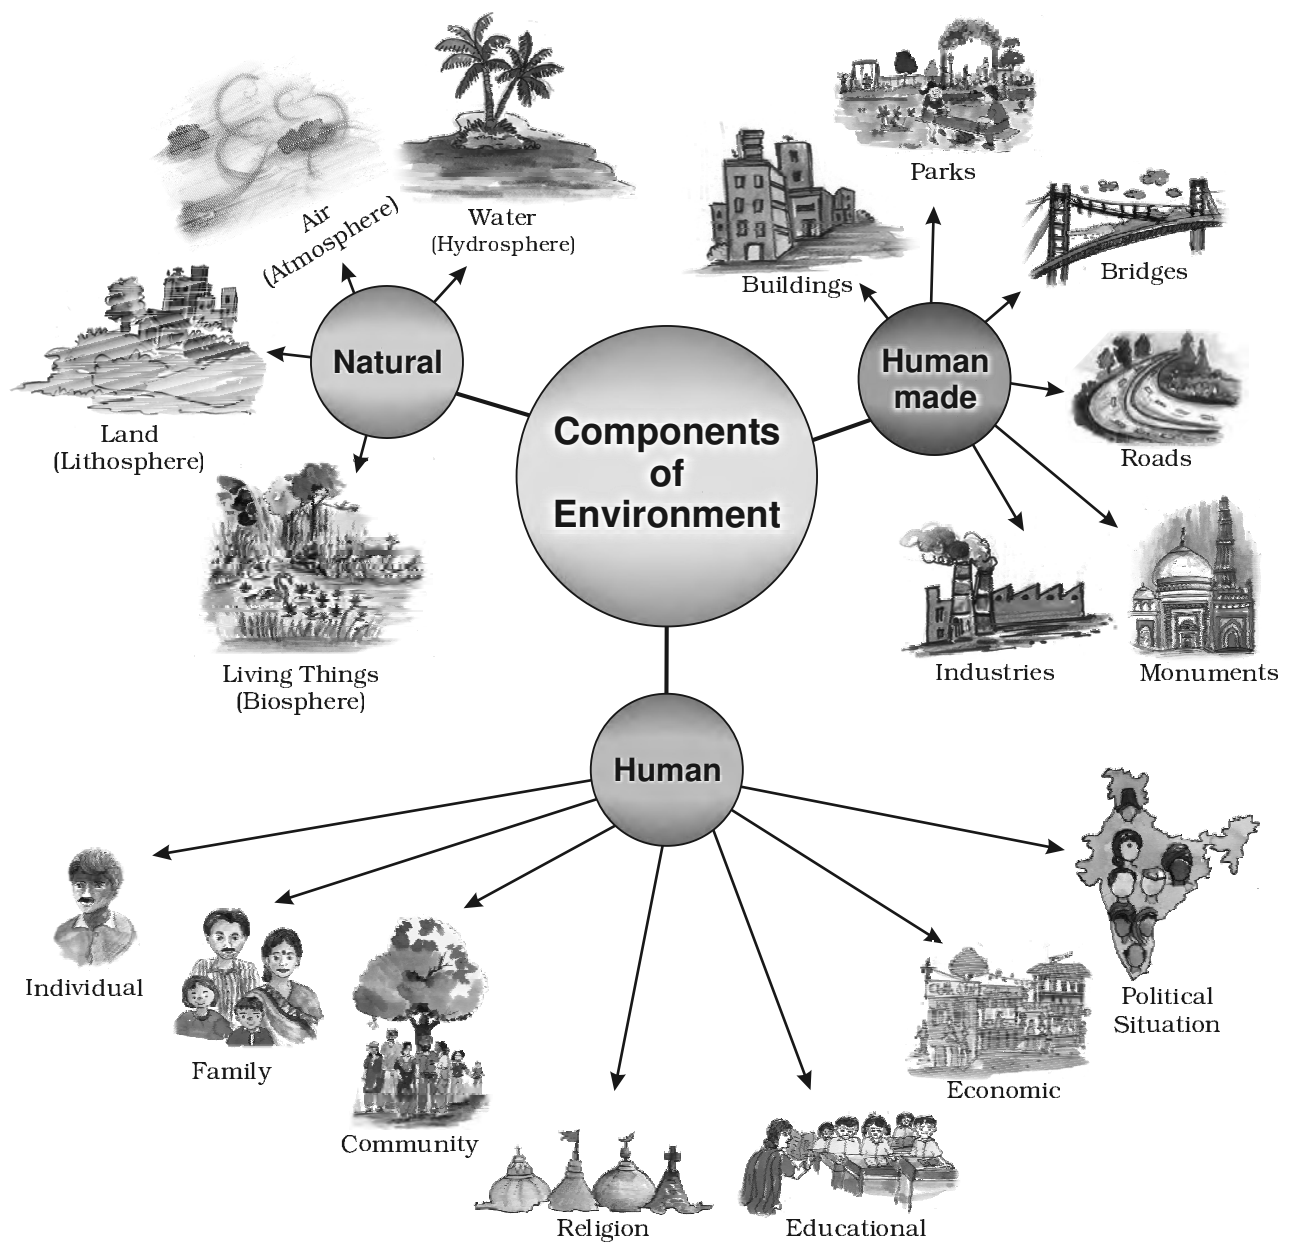 Components
of
Environment
Natural
Air
(Atmosphere)
Water
(Hydrosphere)
Land
(Lithosphere)
Living Things
(Biosphere)
Human
made
Buildings
Parks
Bridges
Roads
Monuments
Industries
Human
Individual
Family
Community
Religion
Educational
Economic
Political
Situation